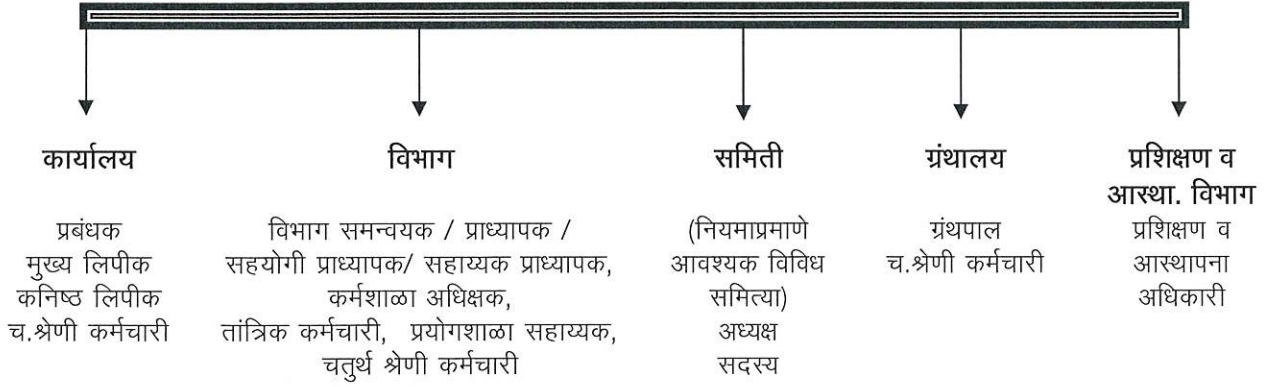 कार्यालय
प्रबंधक
मुख्य लिपीक
कनिष्ठ लिपीक
च.श्रेणी कर्मचारी
विभाग
विभाग समन्वयक / प्राध्यापक /
सहयोगी प्राध्यापक/ सहाय्यक प्राध्यापक,
कर्मशाळा अधिक्षक,
तांत्रिक कर्मचारी, प्रयोगशाळा सहाय्यक,
चतुर्थ श्रेणी कर्मचारी
समिती
(नियमाप्रमाणे
आवश्यक विविध
समित्या)
अध्यक्ष
सदस्य
ग्रंथालय
ग्रंथपाल
च.श्रेणी कर्मचारी
प्रशिक्षण व
आस्था. विभाग
प्रशिक्षण व
आस्थापना
अधिकारी